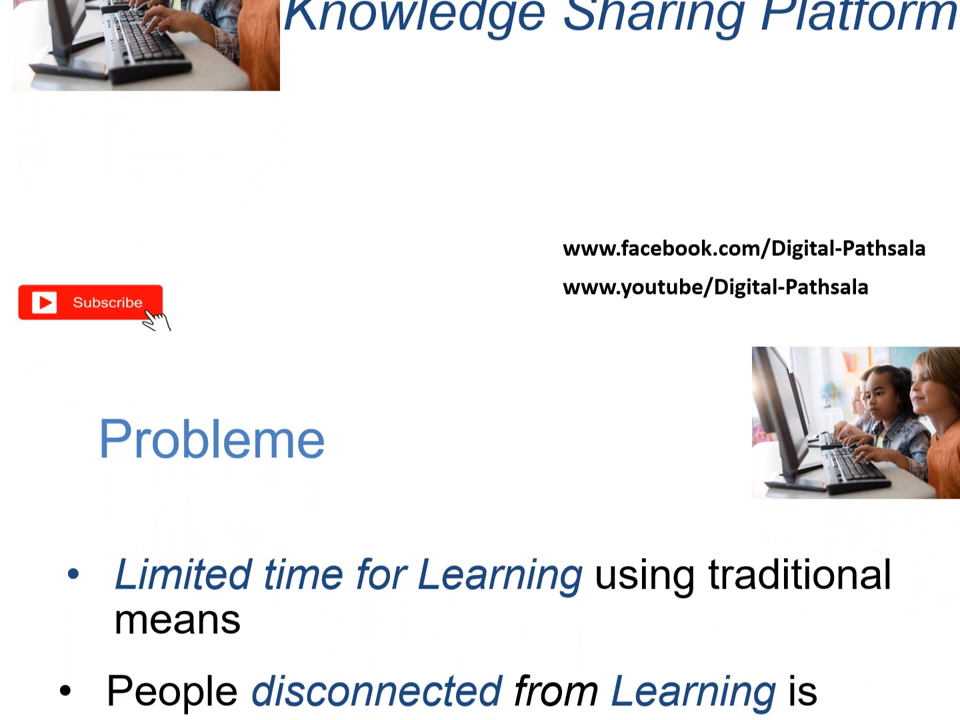 Knowledge Sharing Platform
www.facebook.com/Digital-Pathsala
www.youtube/Digital-Pathsala
Subscribe
Probleme
• Limited time for Learning using traditional
means
• People disconnected from Learning is